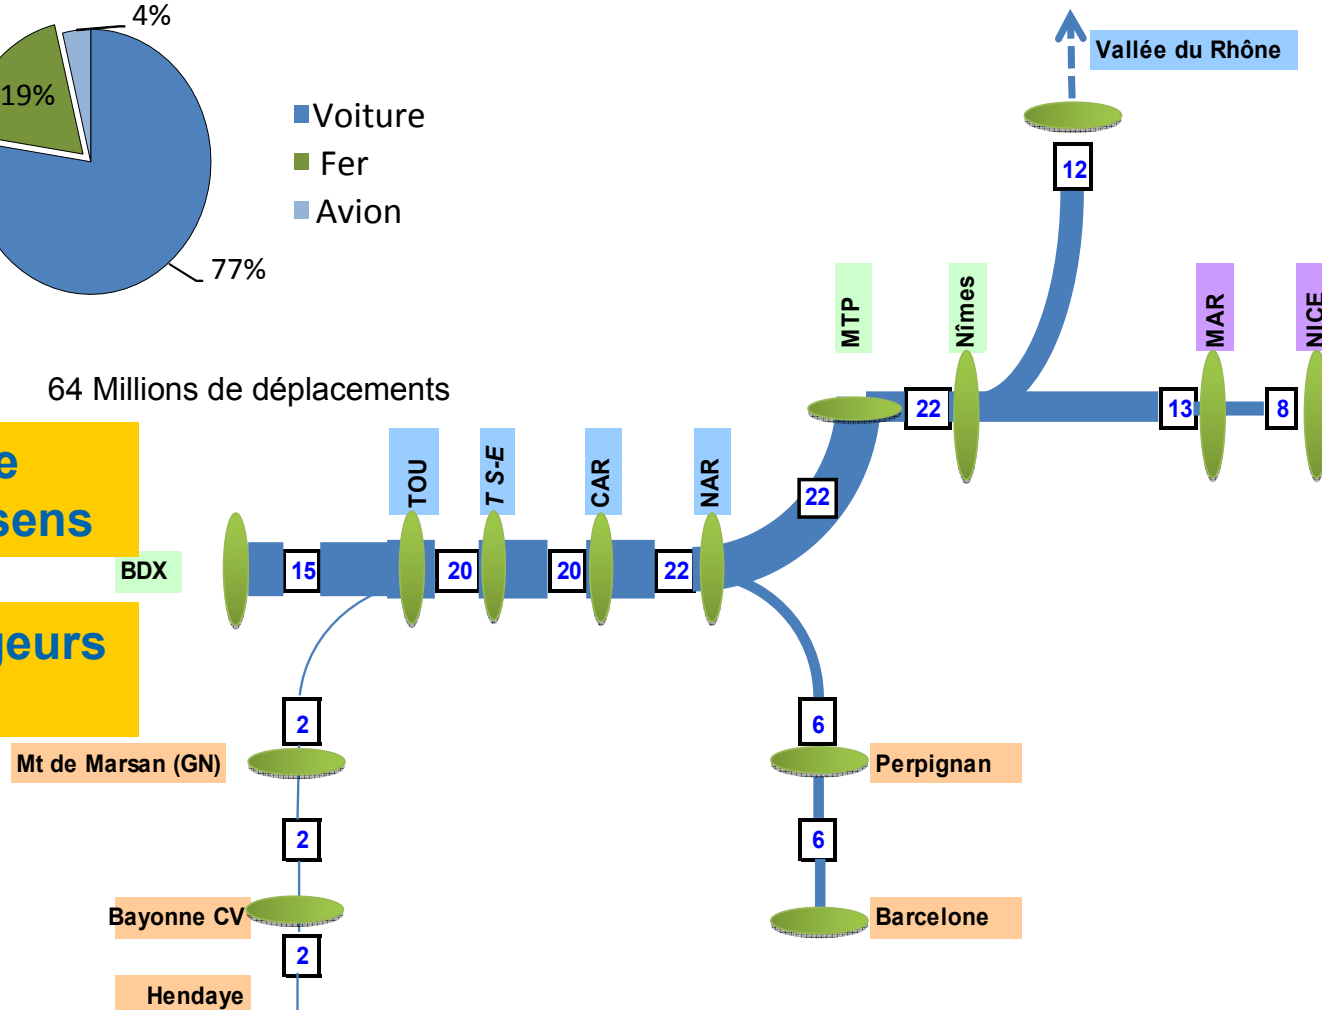 4%
19%
Voiture
Fer
Avion
77%
Vallée du Rhône
12
MTP
Nîmes
MAR
NICE
64 Millions de déplacements
22
13
8
e
sens
TOU
T S-E
CAR
NAR
22
BDX
15
20
20
22
geurs
2
6
Mt de Marsan (GN)
Perpignan
2
6
Bayonne CV
Barcelone
2
Hendaye